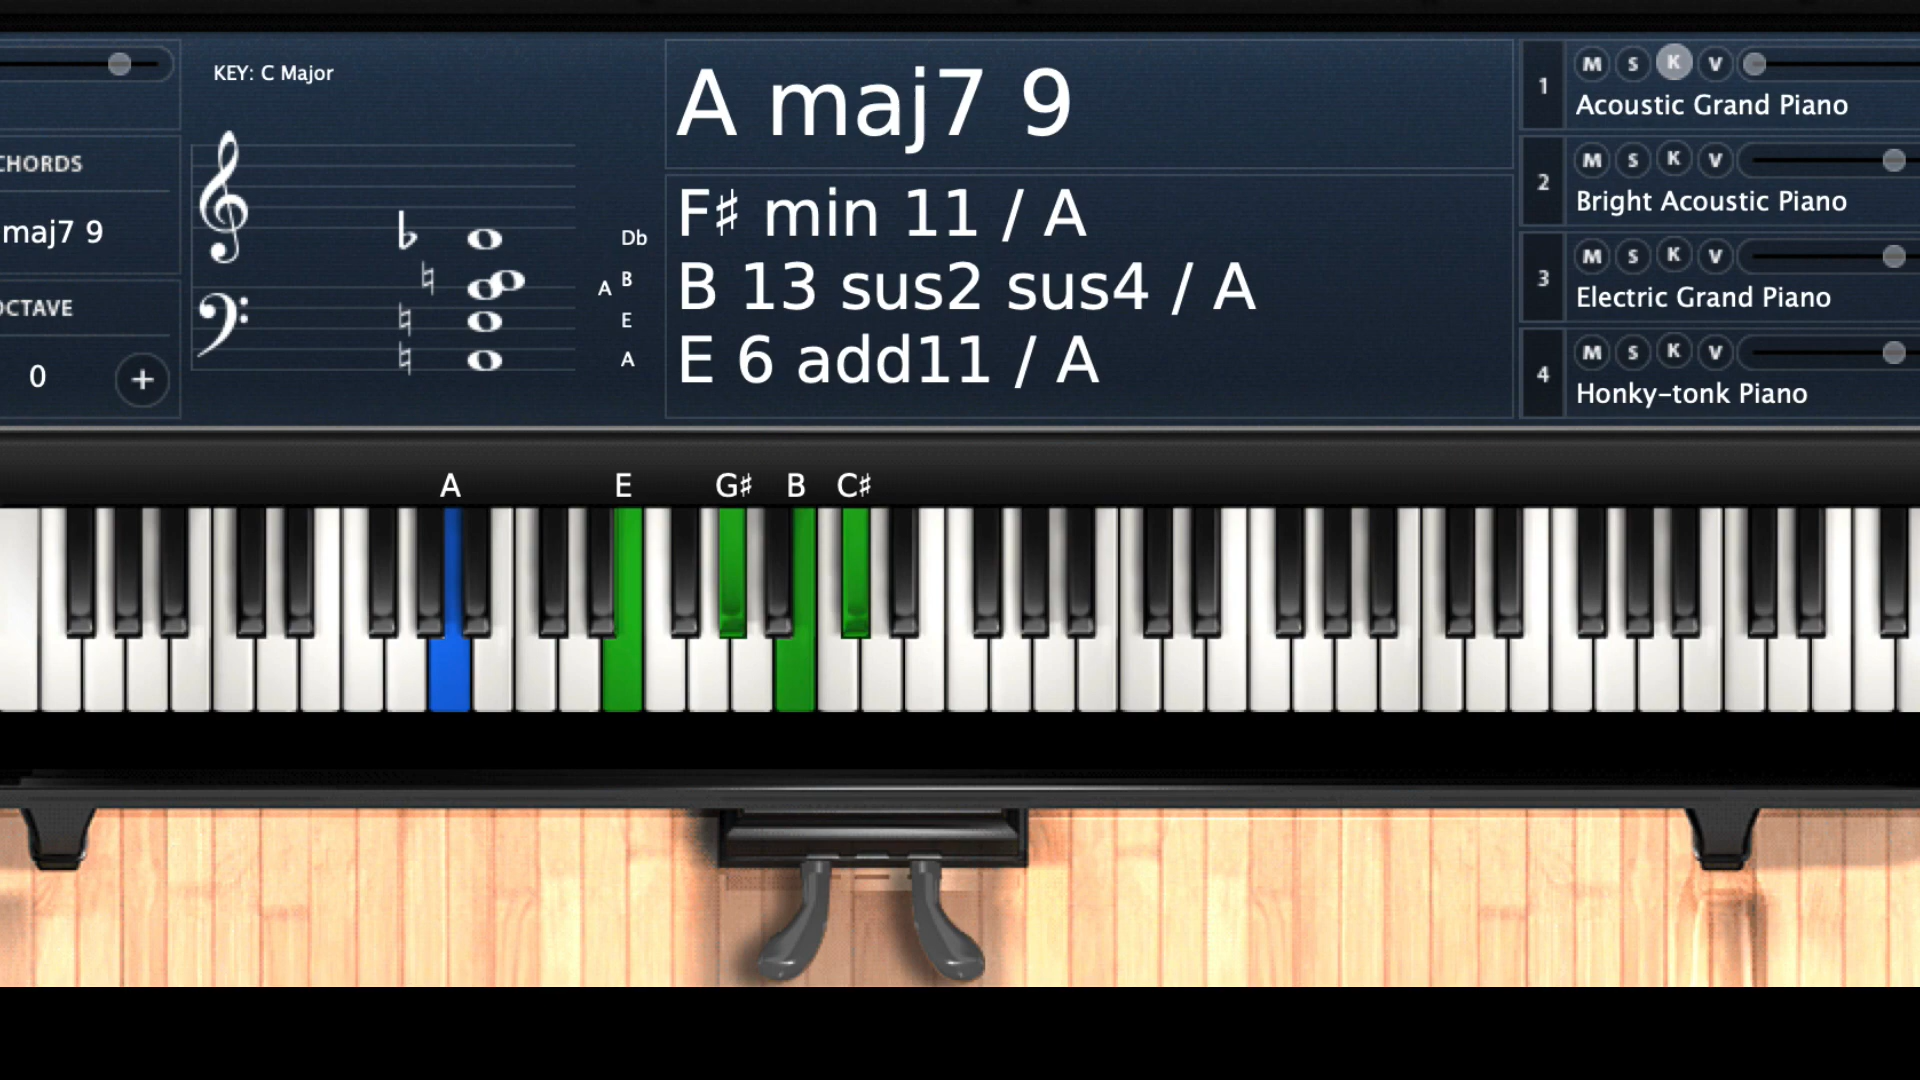 KEY: C Major
CHORDS
maj7 9
OCTAVE
0
+
Db
B
A
E
A
A maj7 9
F♯ min 11 / A
B 13 sus2 sus4 / A
E 6 add11 / A
1
M S K V
Acoustic Grand Piano
2
M S K V
Bright Acoustic Piano
3
M S K V
Electric Grand Piano
4
M S K V
Honky-tonk Piano
A E G♯ B C♯